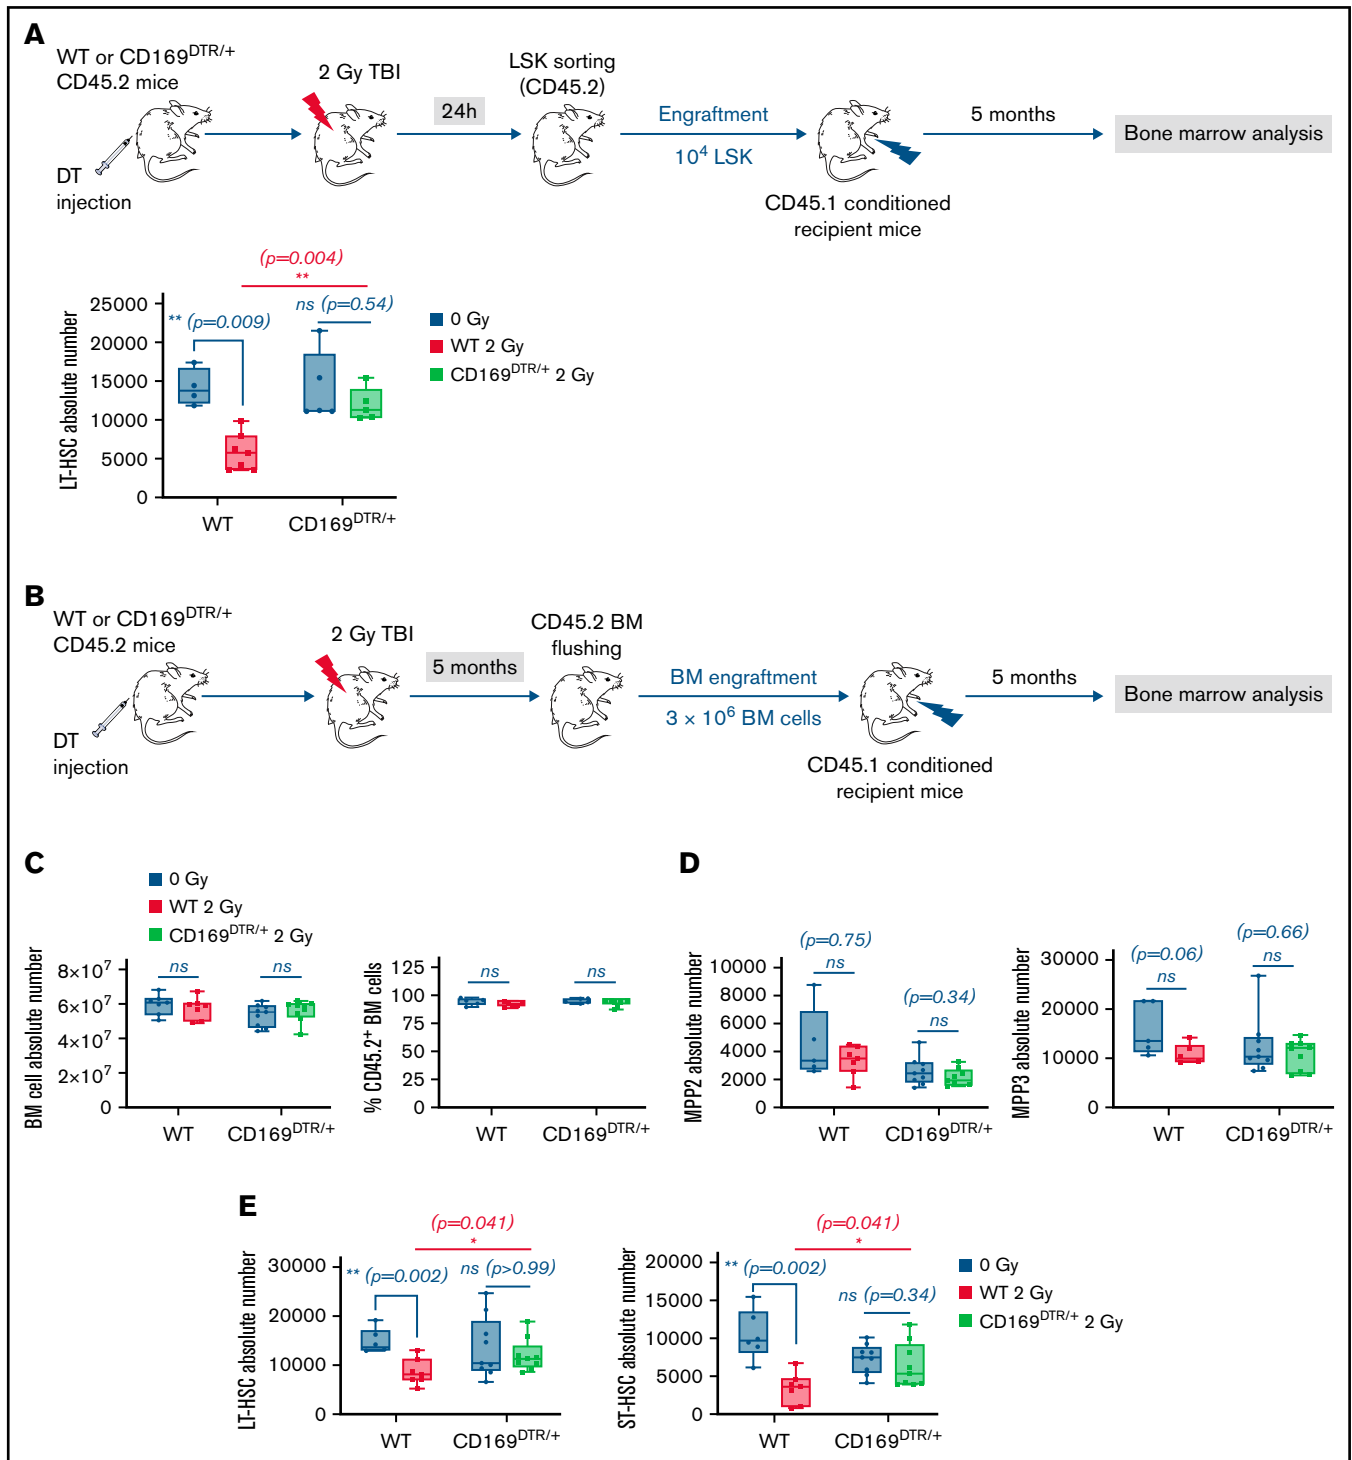 A
WT or CD169DTR/+
CD45.2 mice
DT
injection
2 Gy TBI
24h
LSK sorting
(CD45.2)
Engraftment
10⁴ LSK
CD45.1 conditioned
recipient mice
5 months
Bone marrow analysis
LT-HSC absolute number
25000
20000
15000
10000
5000
0
** (p=0.009)
(p=0.004)
**
ns (p=0.54)
WT
CD169DTR/+
0 Gy
WT 2 Gy
CD169DTR/+ 2 Gy
B
WT or CD169DTR/+
CD45.2 mice
DT
injection
2 Gy TBI
5 months
CD45.2 BM
flushing
BM engraftment
3 × 10⁶ BM cells
CD45.1 conditioned
recipient mice
5 months
Bone marrow analysis
C
0 Gy
WT 2 Gy
CD169DTR/+ 2 Gy
BM cell absolute number
8×10⁷
6×10⁷
4×10⁷
2×10⁷
0
ns
ns
WT
CD169DTR/+
% CD45.2⁺ BM cells
125
100
75
50
25
0
ns
ns
WT
CD169DTR/+
D
MPP2 absolute number
10000
8000
6000
4000
2000
0
(p=0.75)
ns
(p=0.34)
ns
WT
CD169DTR/+
MPP3 absolute number
30000
20000
10000
0
(p=0.06)
ns
(p=0.66)
ns
WT
CD169DTR/+
E
LT-HSC absolute number
30000
20000
10000
0
** (p=0.002)
(p=0.041)
*
ns (p>0.99)
WT
CD169DTR/+
ST-HSC absolute number
20000
15000
10000
5000
0
** (p=0.002)
(p=0.041)
*
ns (p=0.34)
WT
CD169DTR/+
0 Gy
WT 2 Gy
CD169DTR/+ 2 Gy